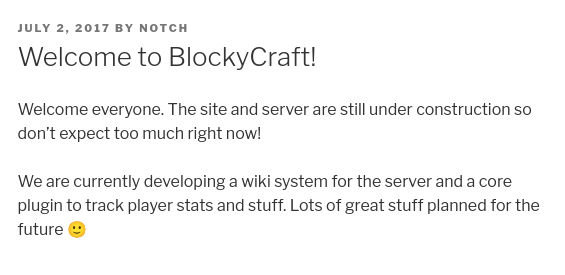 JULY 2, 2017 BY NOTCH
Welcome to BlockyCraft!
Welcome everyone. The site and server are still under construction so
don’t expect too much right now!
We are currently developing a wiki system for the server and a core
plugin to track player stats and stuff. Lots of great stuff planned for the
future 🙂